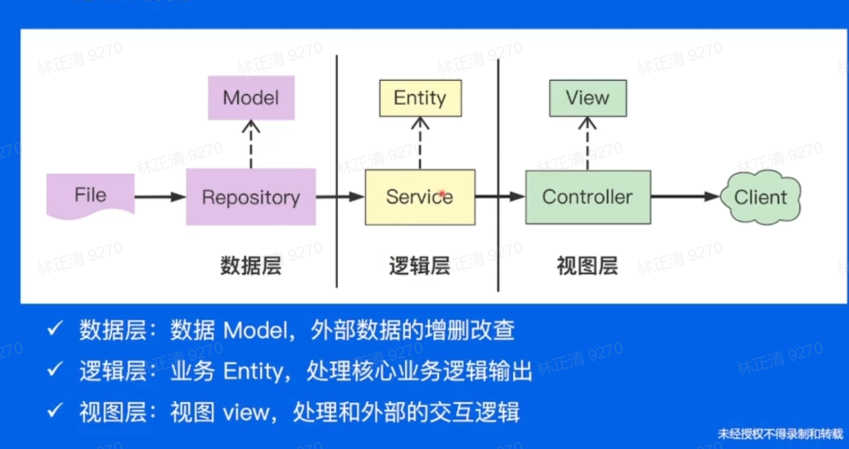 Model
Entity
View
File
Repository
Service
Controller
Client
数据层
逻辑层
视图层
✓ 数据层：数据 Model，外部数据的增删改查
✓ 逻辑层：业务 Entity，处理核心业务逻辑输出
✓ 视图层：视图 view，处理和外部的交互逻辑
未经授权不得录制和转载
林正清 9270